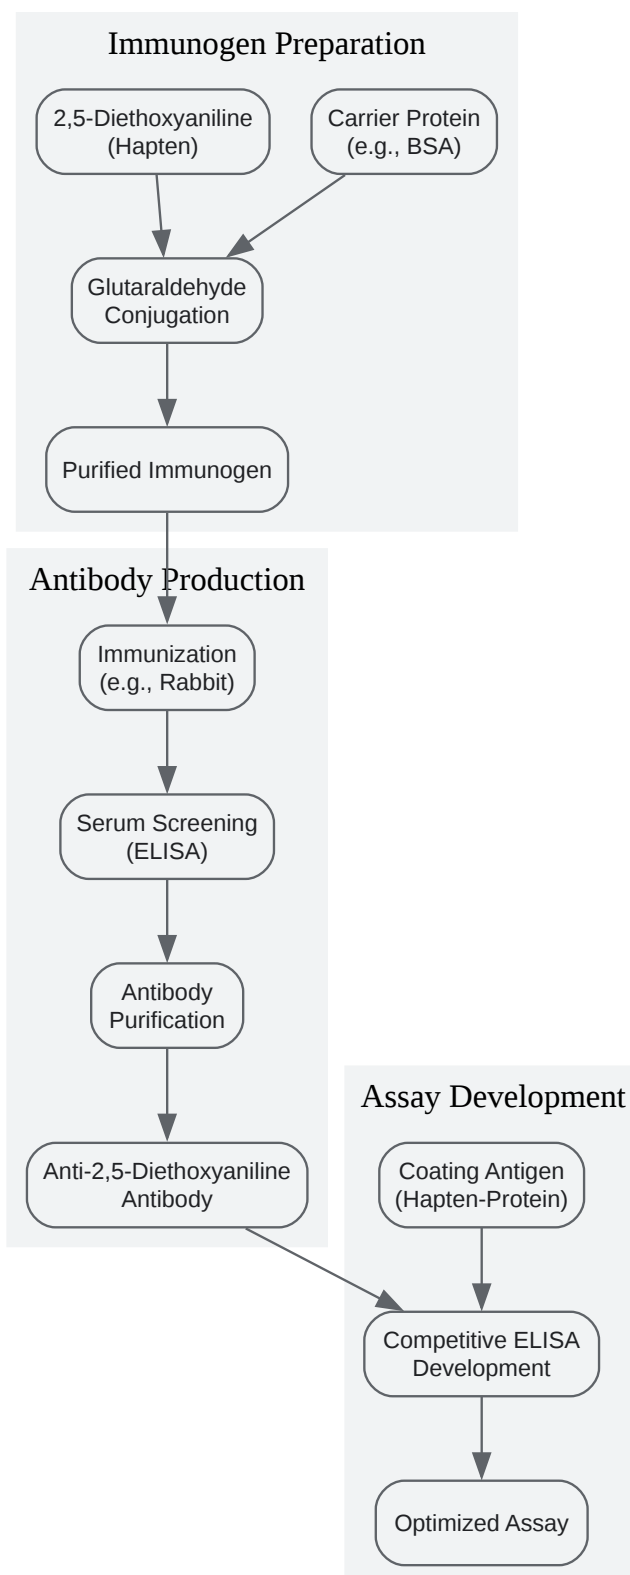 Immunogen Preparation
2,5-Diethoxyaniline
(Hapten)
Carrier Protein
(e.g., BSA)
Glutaraldehyde
Conjugation
Purified Immunogen
Antibody Production
Immunization
(e.g., Rabbit)
Serum Screening
(ELISA)
Antibody
Purification
Anti-2,5-Diethoxyaniline
Antibody
Assay Development
Coating Antigen
(Hapten-Protein)
Competitive ELISA
Development
Optimized Assay